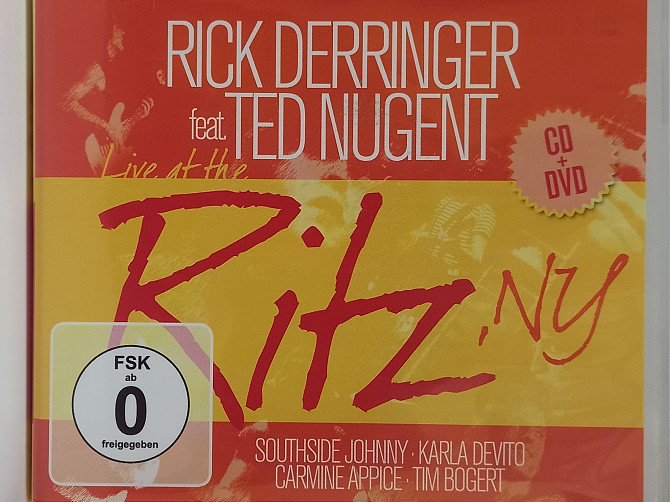 RICK DERRINGER
feat. TED NUGENT
Live at the
CD
+
DVD
Ritz, NY
FSK
ab
0
freigegeben
SOUTHSIDE JOHNNY · KARLA DEVITO
CARMINE APPICE · TIM BOGERT